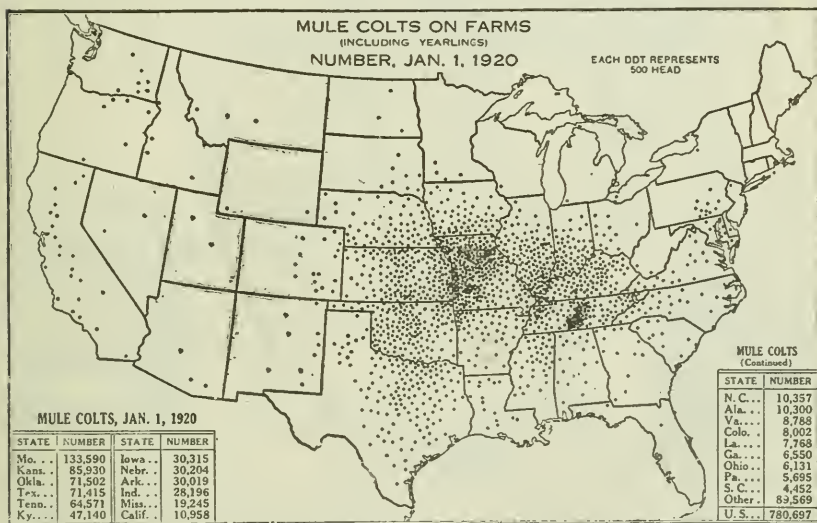 MULE COLTS ON FARMS
(INCLUDING YEARLINGS)
NUMBER, JAN. 1, 1920
EACH DOT REPRESENTS
500 HEAD
MULE COLTS, JAN. 1, 1920
STATE NUMBER STATE NUMBER
Mo... 133,590 Iowa.. 30,315
Kans.. 85,930 Nebr.. 30,204
Okla.. 71,502 Ark... 30,019
Tex... 71,415 Ind... 28,196
Tenn.. 64,571 Miss... 19,245
Ky.... 47,140 Calif.. 10,958
MULE COLTS
(Continued)
STATE NUMBER
N. C... 10,357
Ala... 10,300
Va.... 8,788
Colo.. 8,002
La.... 7,768
Ga.... 6,550
Ohio.. 6,131
Pa.... 5,695
S. C... 4,452
Other. 89,569
U.S... 780,697